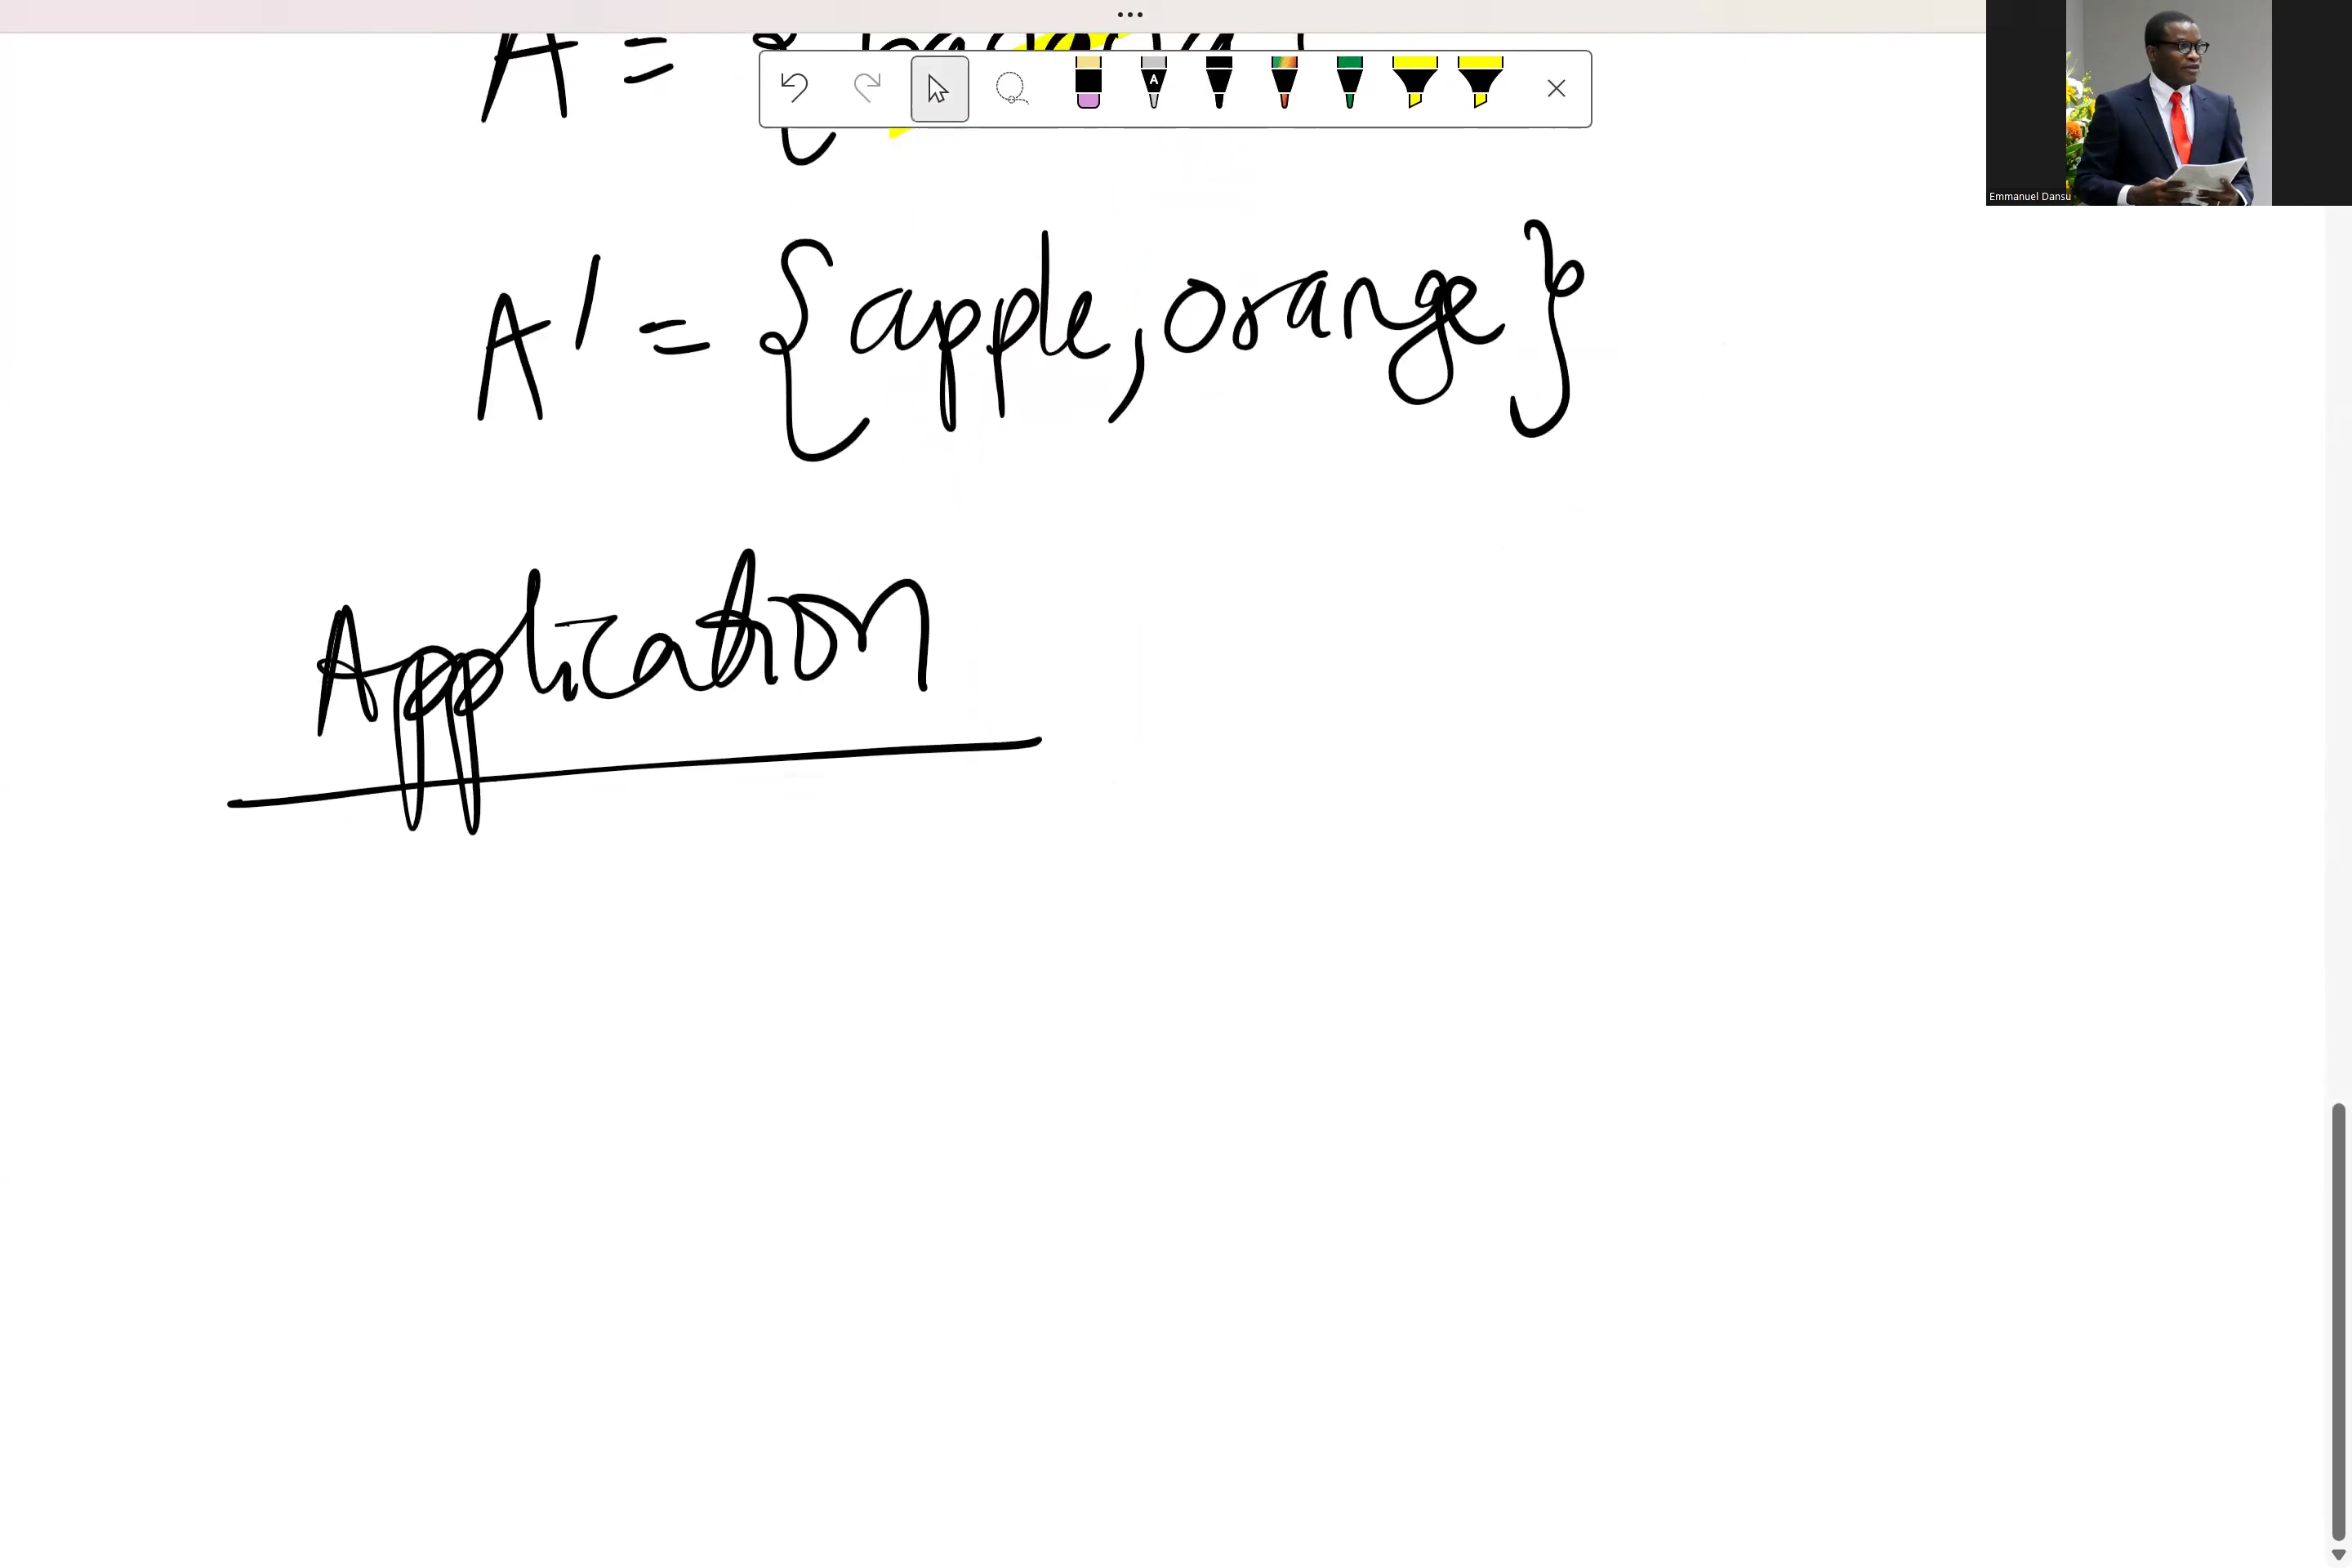 A =
Emmanuel Dansu
A' = {apple, orange}
Application